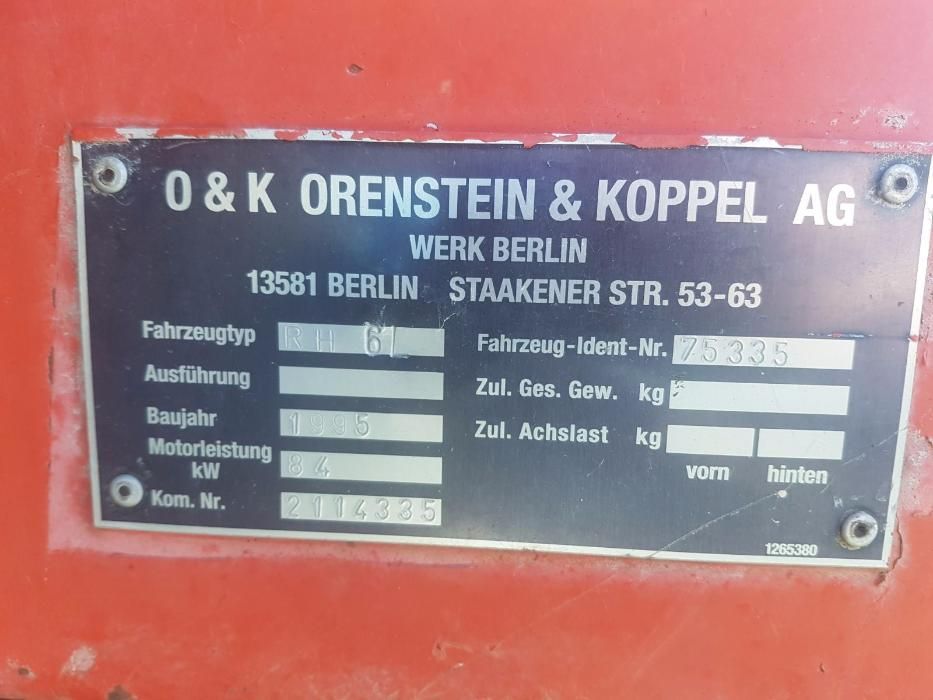 O & K ORENSTEIN & KOPPEL AG
WERK BERLIN
13581 BERLIN STAAKENER STR. 53-63
Fahrzeugtyp RH 6L
Fahrzeug-Ident-Nr. 75335
Ausführung
Zul. Ges. Gew. kg
Baujahr 1995
Zul. Achslast kg
vorn hinten
Motorleistung
kW 84
Kom. Nr. 2114335
1265380